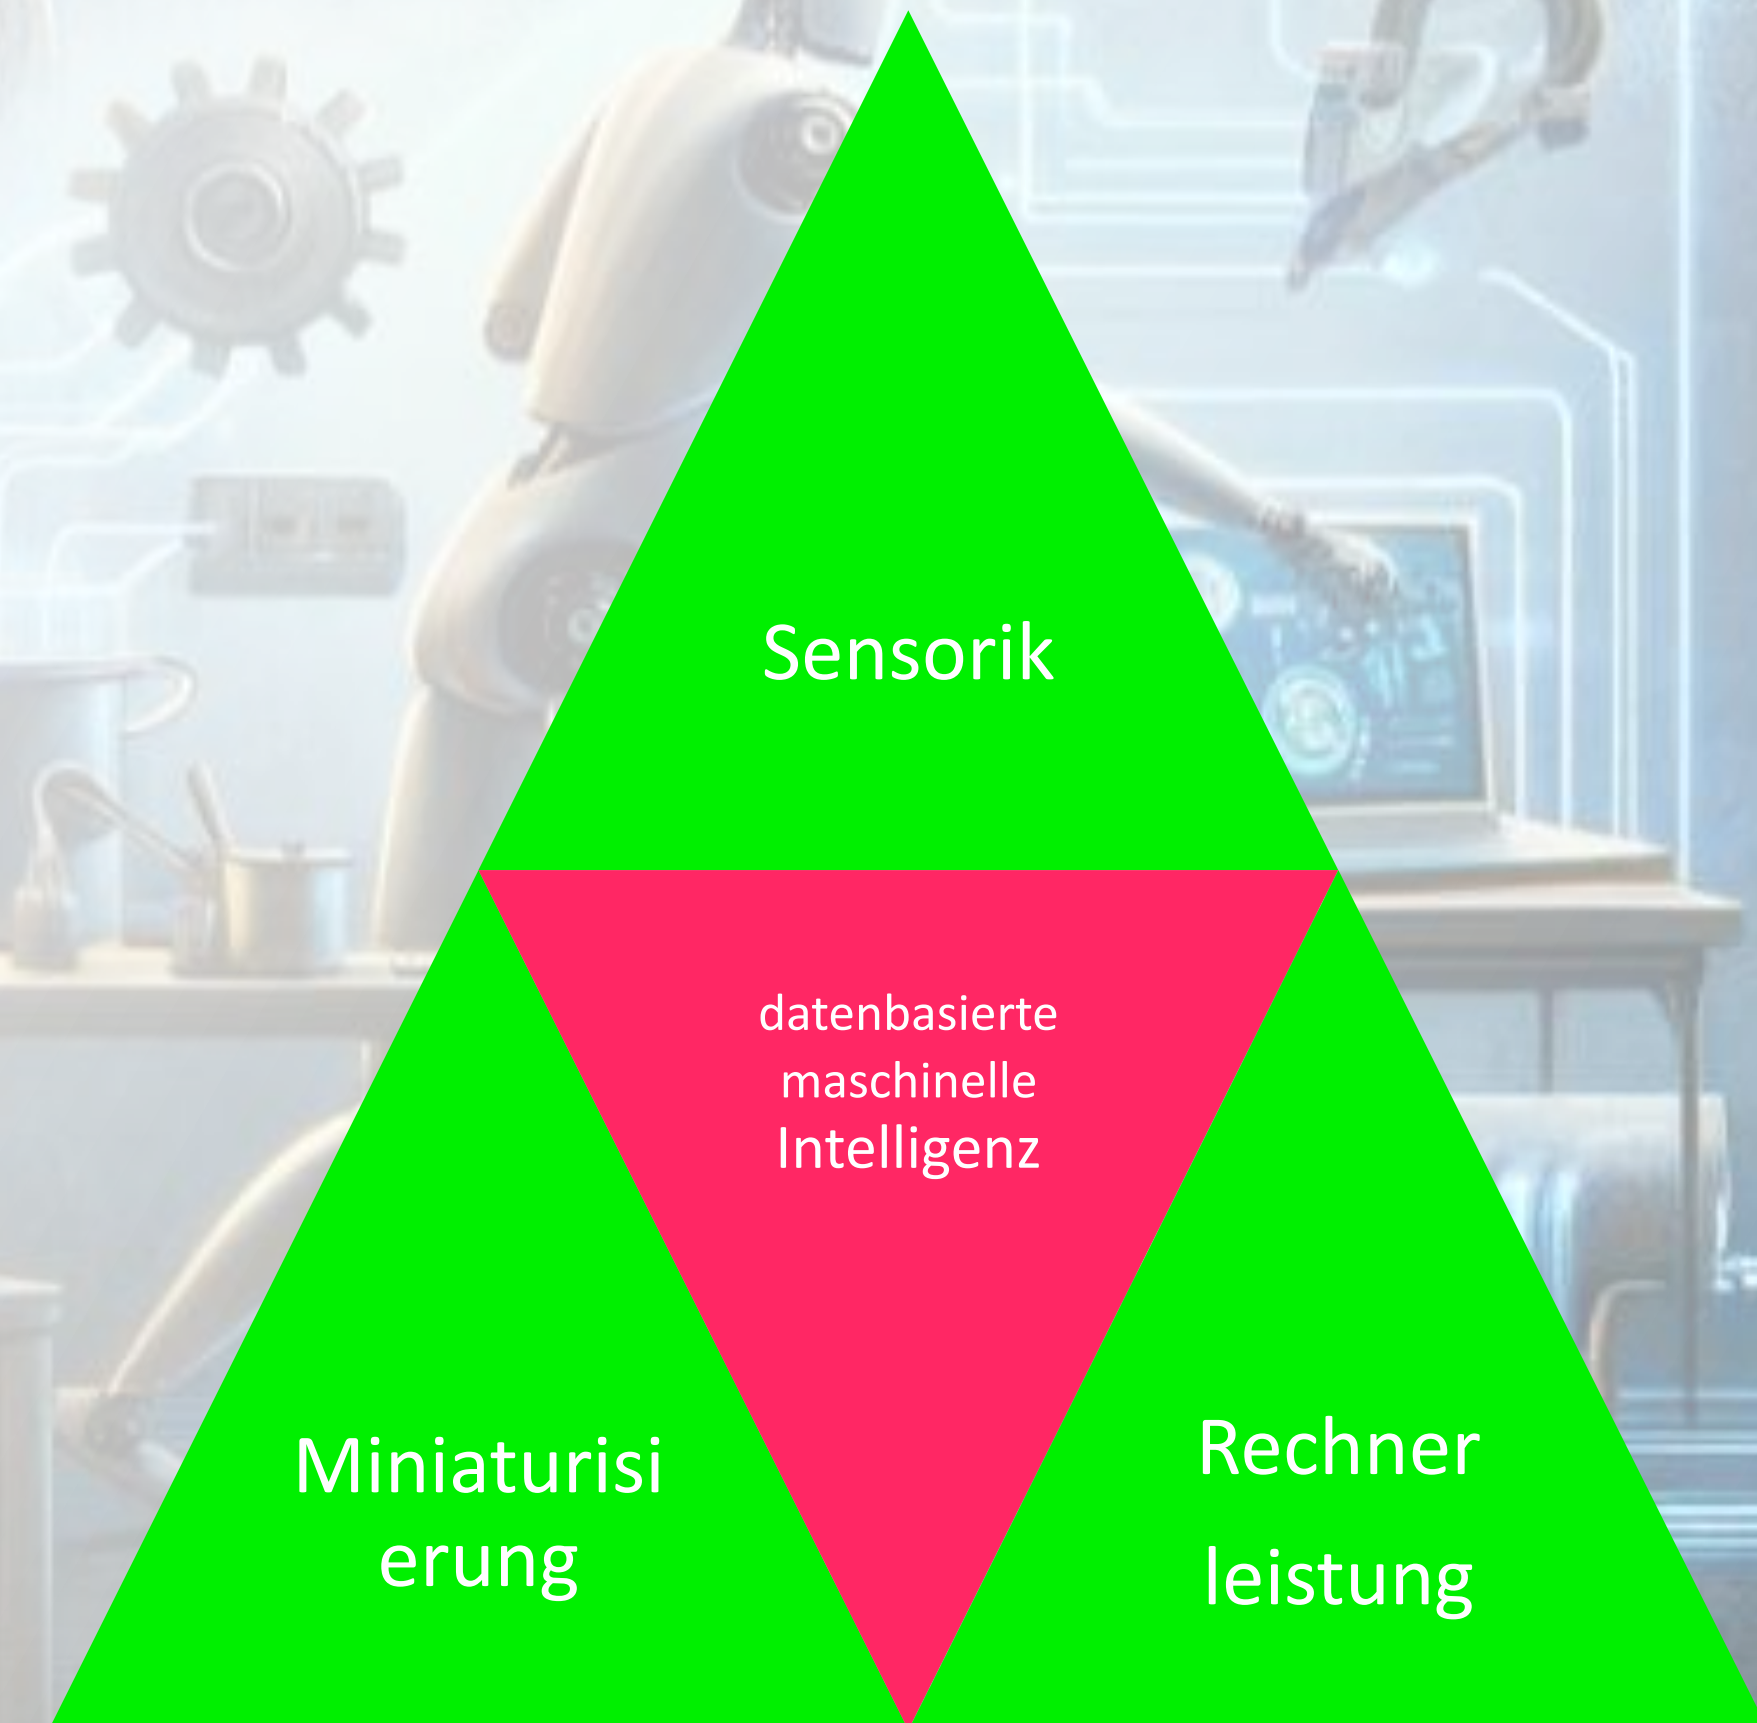 Sensorik
datenbasierte
maschinelle
Intelligenz
Miniaturisi
erung
Rechner
leistung